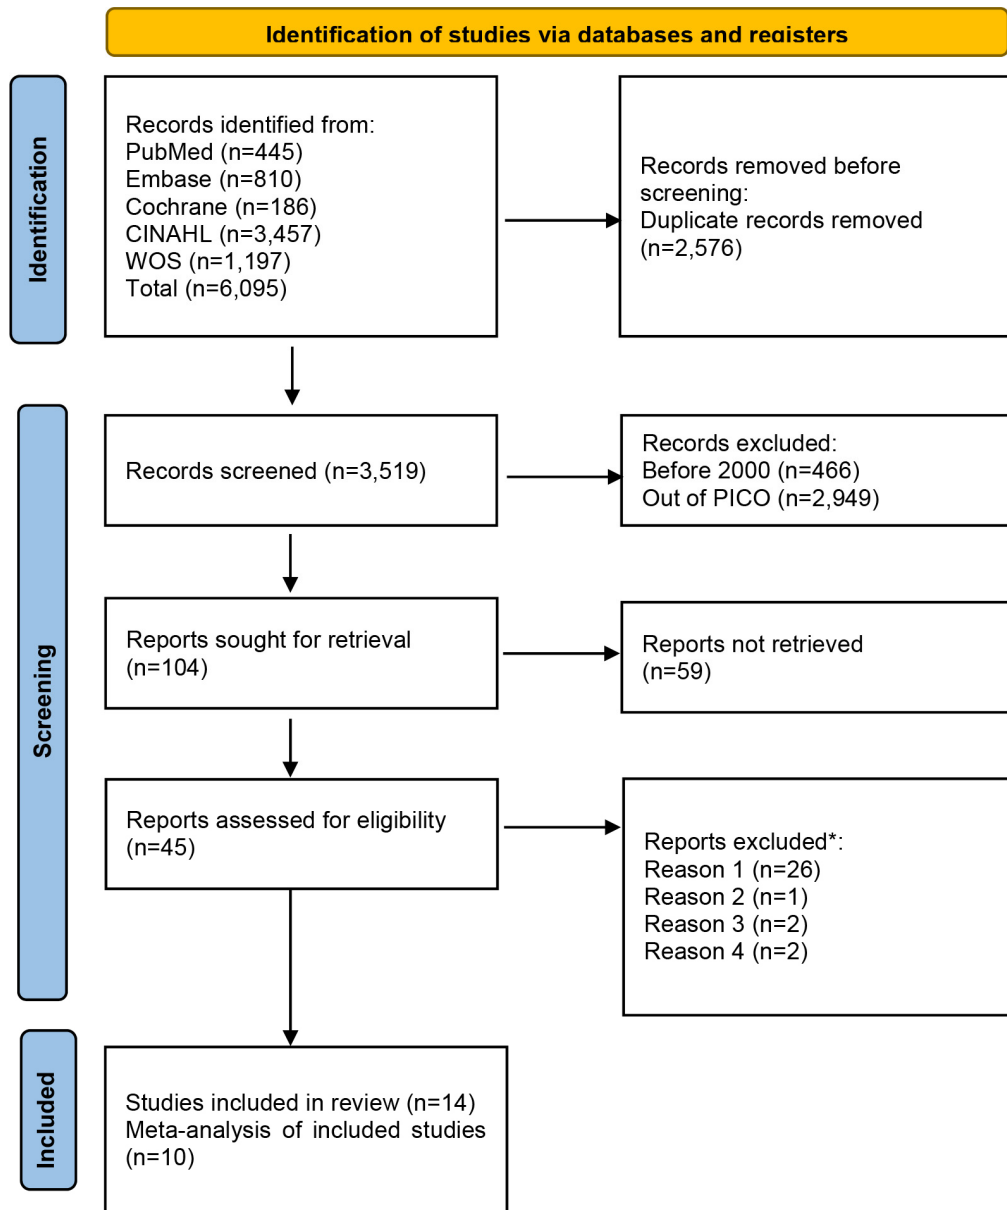 Identification of studies via databases and registers
Identification
Records identified from:
PubMed (n=445)
Embase (n=810)
Cochrane (n=186)
CINAHL (n=3,457)
WOS (n=1,197)
Total (n=6,095)
Records removed before
screening:
Duplicate records removed
(n=2,576)
Screening
Records screened (n=3,519)
Records excluded:
Before 2000 (n=466)
Out of PICO (n=2,949)
Reports sought for retrieval
(n=104)
Reports not retrieved
(n=59)
Reports assessed for eligibility
(n=45)
Reports excluded*:
Reason 1 (n=26)
Reason 2 (n=1)
Reason 3 (n=2)
Reason 4 (n=2)
Included
Studies included in review (n=14)
Meta-analysis of included studies
(n=10)